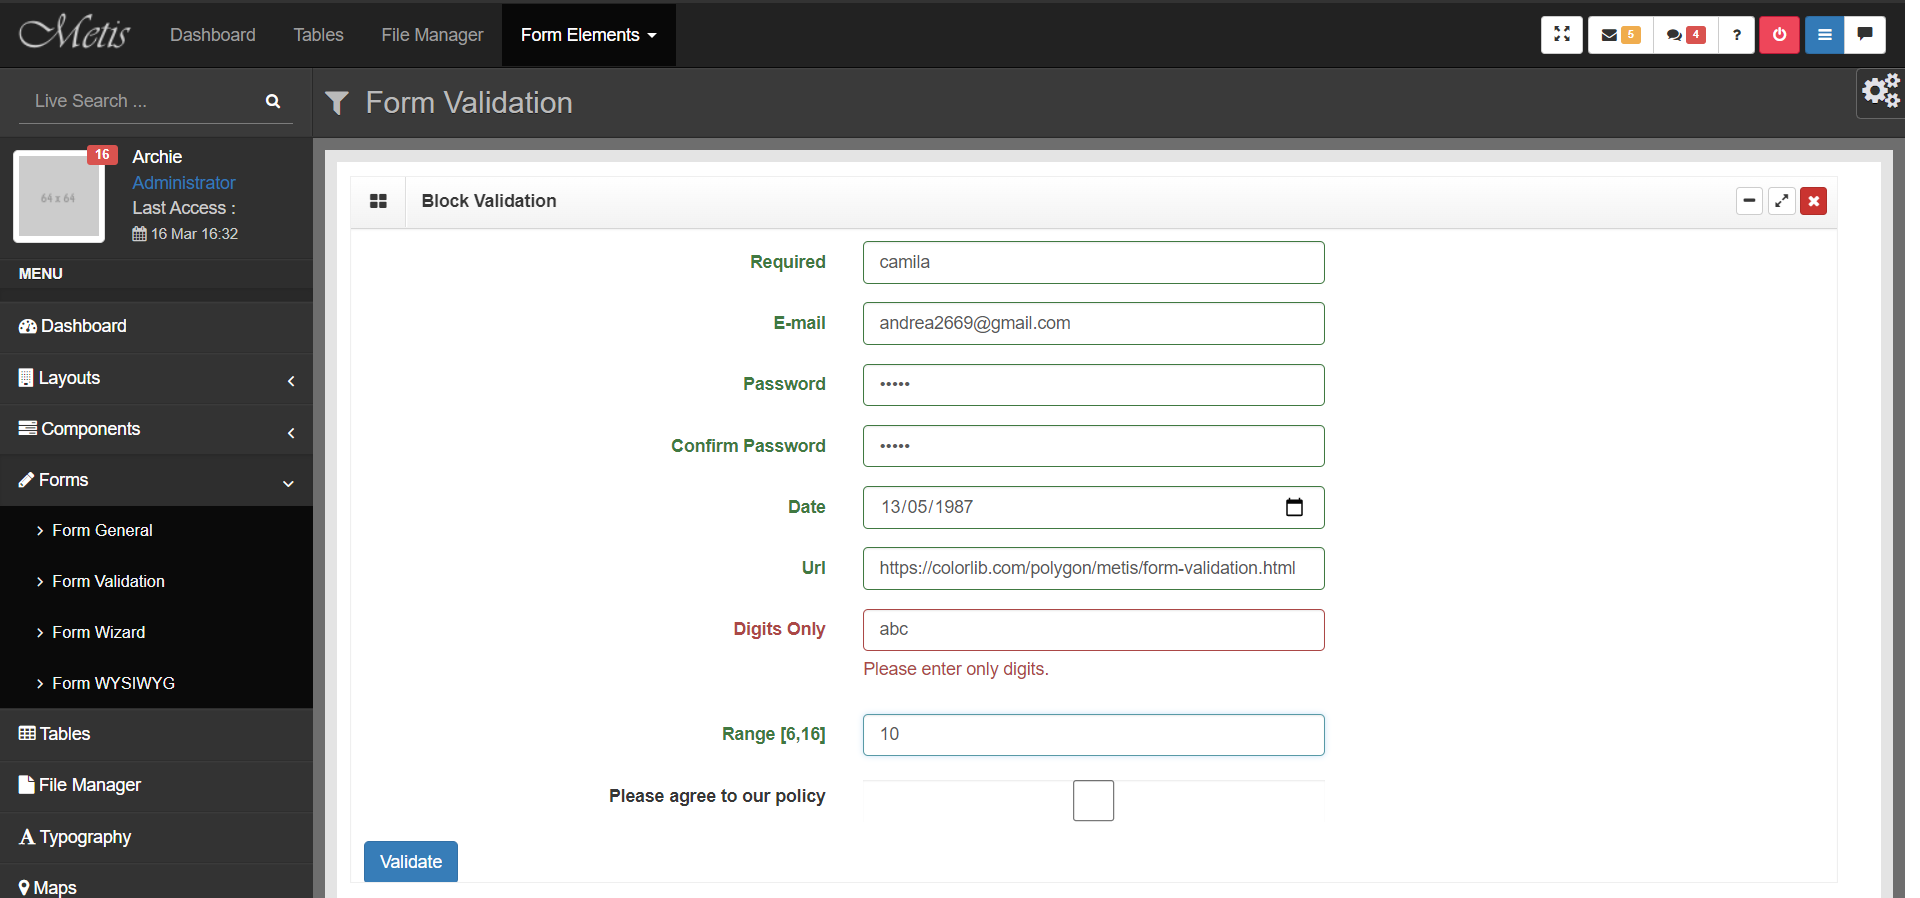 Metis
Dashboard
Tables
File Manager
Form Elements
5
4
?
Live Search ...
Form Validation
16
64 x 64
Archie
Administrator
Last Access :
16 Mar 16:32
MENU
Dashboard
Layouts
Components
Forms
Form General
Form Validation
Form Wizard
Form WYSIWYG
Tables
File Manager
Typography
Maps
Block Validation
Required
camila
E-mail
andrea2669@gmail.com
Password
•••••
Confirm Password
•••••
Date
13/05/1987
Url
https://colorlib.com/polygon/metis/form-validation.html
Digits Only
abc
Please enter only digits.
Range [6,16]
10
Please agree to our policy
Validate